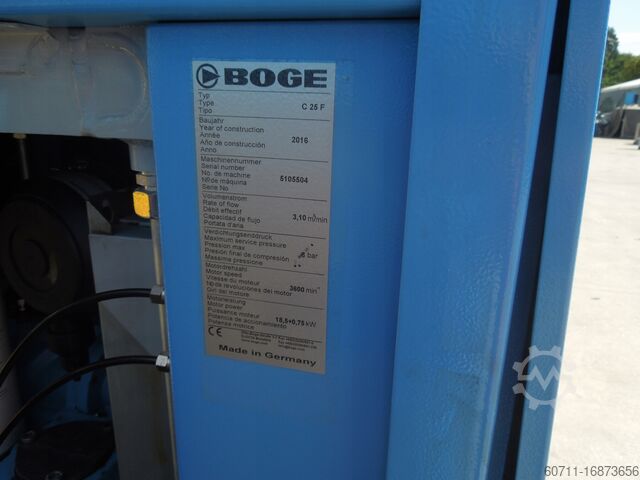 BOGE
Typ
Type
Tipo
C 25 F
Baujahr
Year of construction
Année
Año de construcción
Anno
2016
Maschinennummer
Serial number
No. de machine
Nº de máquina
Serie No
5105504
Volumenstrom
Rate of flow
Débit effectif
Capacidad de flujo
Portata d'aria
3,10 m³/min
Verdichtungsenddruck
Maximum service pressure
Pression max.
Presión final de compresión
Massima pressione
bar
Motordrehzahl
Motor speed
Vitesse du moteur
Nº de revoluciones del motor
Giri del motore
3600 min⁻¹
Motorleistung
Motor power
Puissance moteur
Potencia de accionamiento
Potenza motrice
18,5+0,75 kW
CE
www.boge.com
Made in Germany
60711-16873656